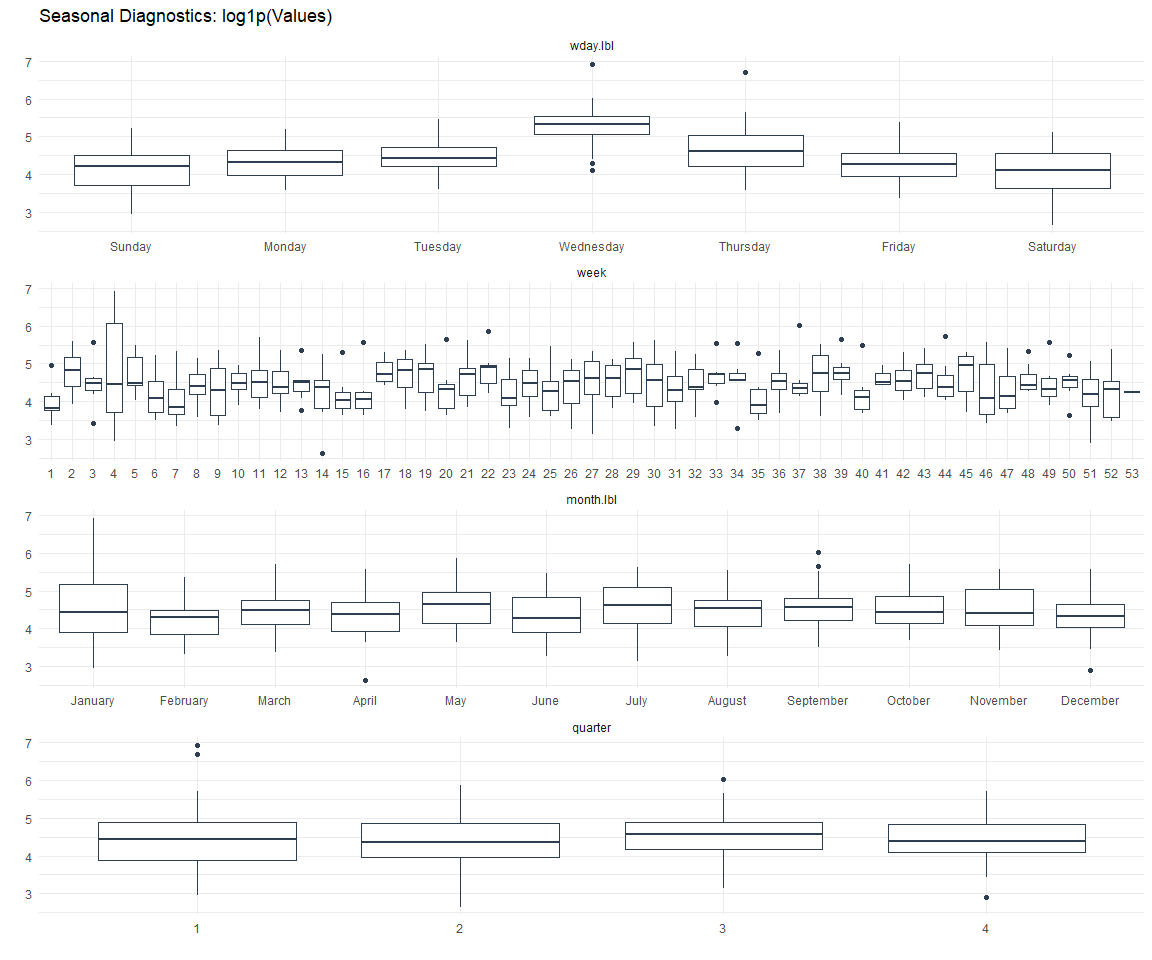 Seasonal Diagnostics: log1p(Values)
wday.lbl
7
6
5
4
3
Sunday Monday Tuesday Wednesday Thursday Friday Saturday
week
7
6
5
4
3
1 2 3 4 5 6 7 8 9 10 11 12 13 14 15 16 17 18 19 20 21 22 23 24 25 26 27 28 29 30 31 32 33 34 35 36 37 38 39 40 41 42 43 44 45 46 47 48 49 50 51 52 53
month.lbl
7
6
5
4
3
January February March April May June July August September October November December
quarter
7
6
5
4
3
1 2 3 4